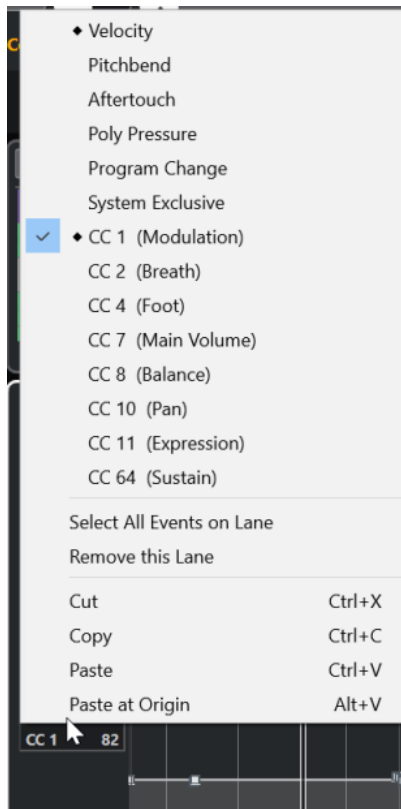 Velocity
Pitchbend
Aftertouch
Poly Pressure
Program Change
System Exclusive
CC 1 (Modulation)
CC 2 (Breath)
CC 4 (Foot)
CC 7 (Main Volume)
CC 8 (Balance)
CC 10 (Pan)
CC 11 (Expression)
CC 64 (Sustain)
Select All Events on Lane
Remove this Lane
Cut Ctrl+X
Copy Ctrl+C
Paste Ctrl+V
Paste at Origin Alt+V
CC 1 82